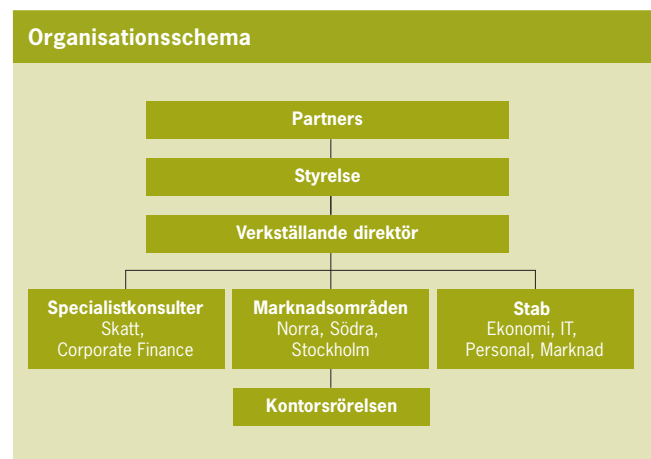 Organisationsschema
Partners
Styrelse
Verkställande direktör
Specialistkonsulter
Skatt,
Corporate Finance
Marknadsområden
Norra, Södra,
Stockholm
Stab
Ekonomi, IT,
Personal, Marknad
Kontorsrörelsen